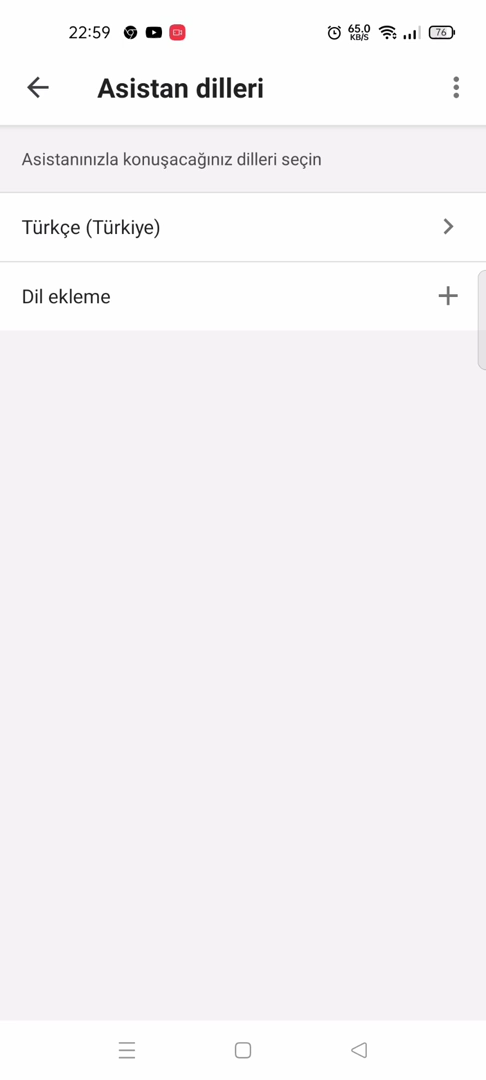 22:59
65.0
KB/S
76
Asistan dilleri
Asistanınızla konuşacağınız dilleri seçin
Türkçe (Türkiye)
Dil ekleme